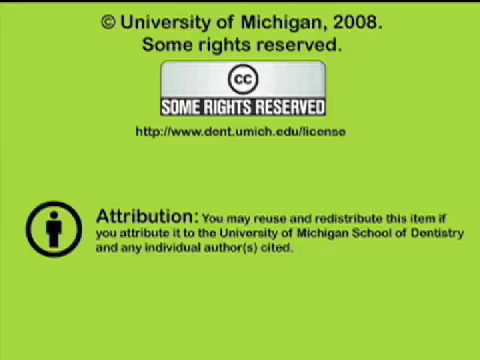 © University of Michigan, 2008.
Some rights reserved.
cc
SOME RIGHTS RESERVED
http://www.dent.umich.edu/license
Attribution: You may reuse and redistribute this item if
you attribute it to the University of Michigan School of Dentistry
and any individual author(s) cited.